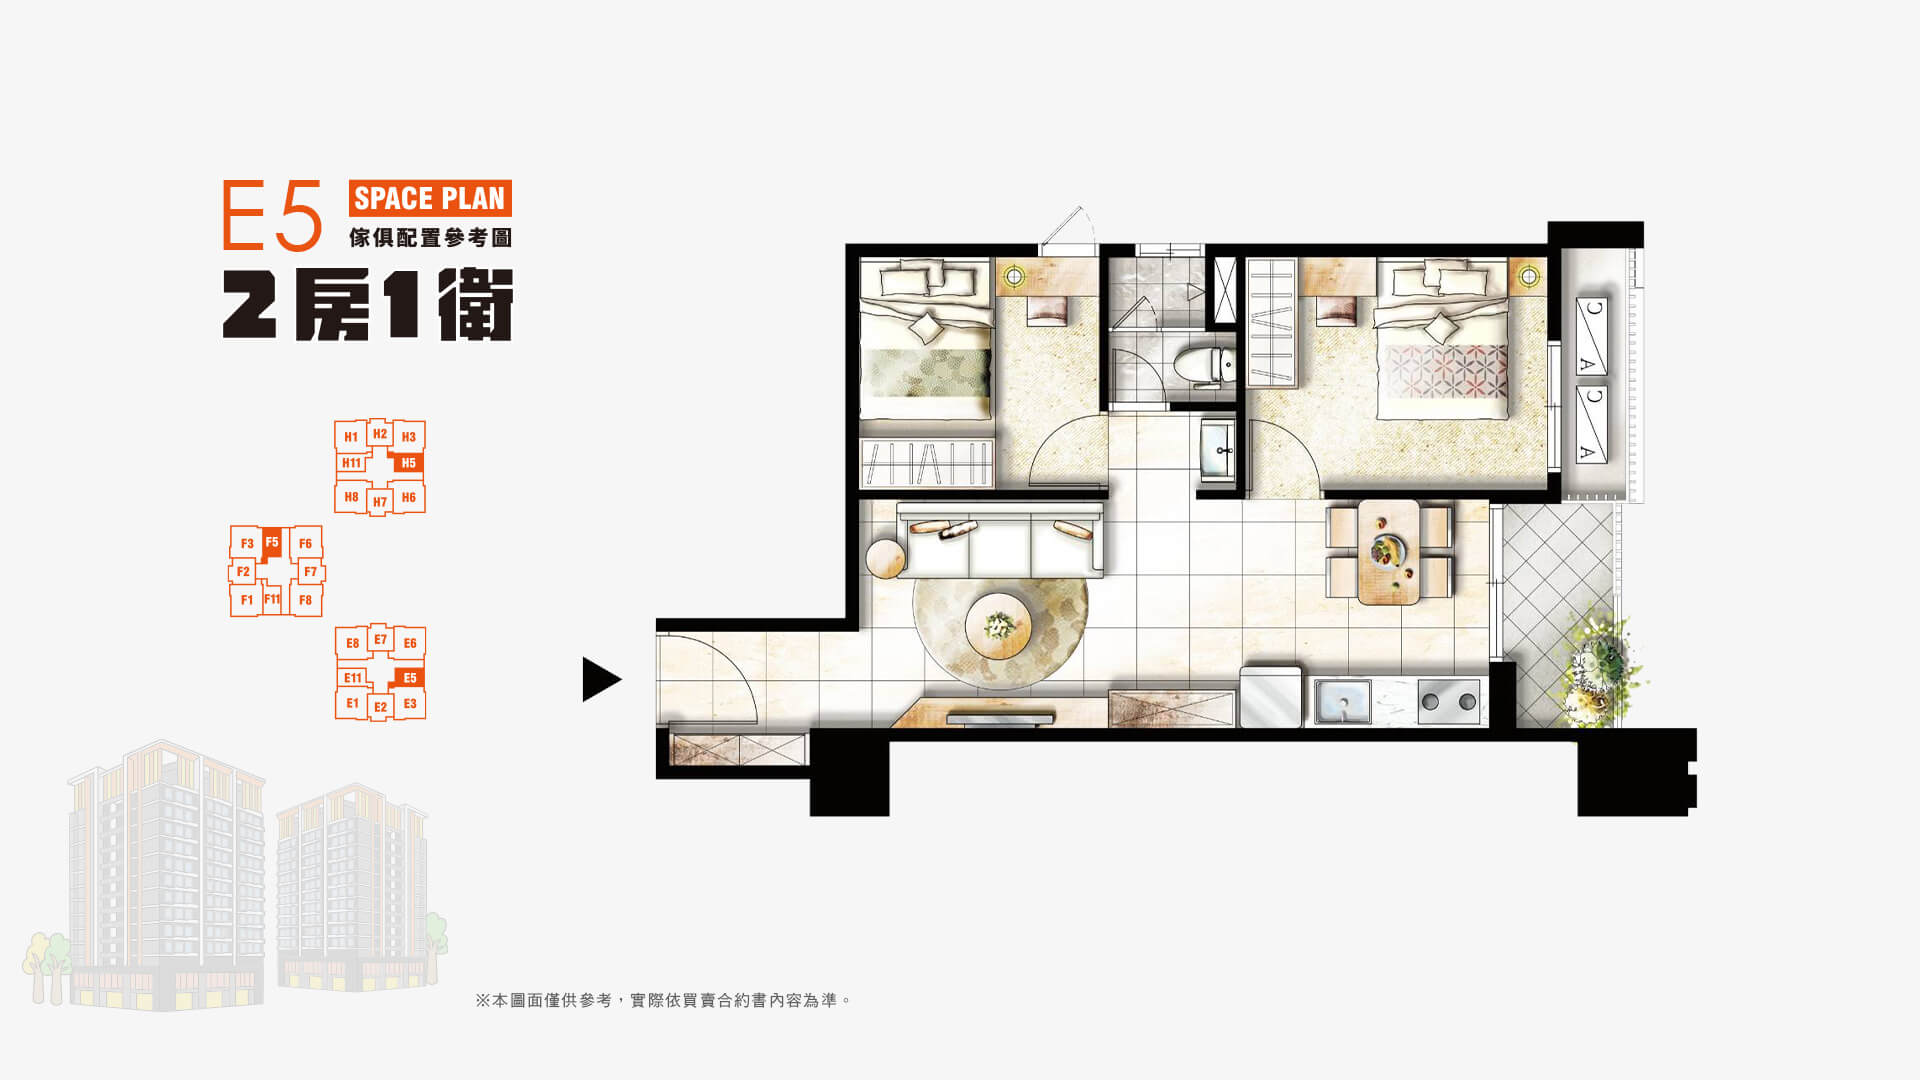 E5
SPACE PLAN
傢俱配置參考圖
2房1衛
H1 H2 H3
H11 H5
H8 H7 H6
F3 F5 F6
F2 F7
F1 F11 F8
E8 E7 E6
E11 E5
E1 E2 E3
A C
A C
※本圖面僅供參考，實際依買賣合約書內容為準。